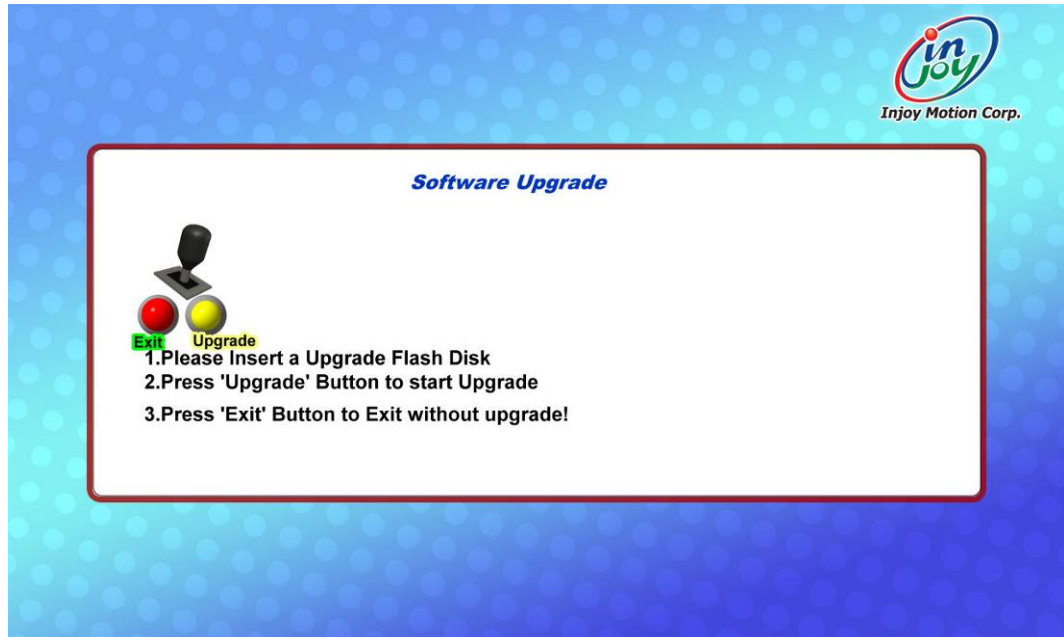 in
joy
Injoy Motion Corp.
Software Upgrade
Exit Upgrade
1.Please Insert a Upgrade Flash Disk
2.Press 'Upgrade' Button to start Upgrade
3.Press 'Exit' Button to Exit without upgrade!